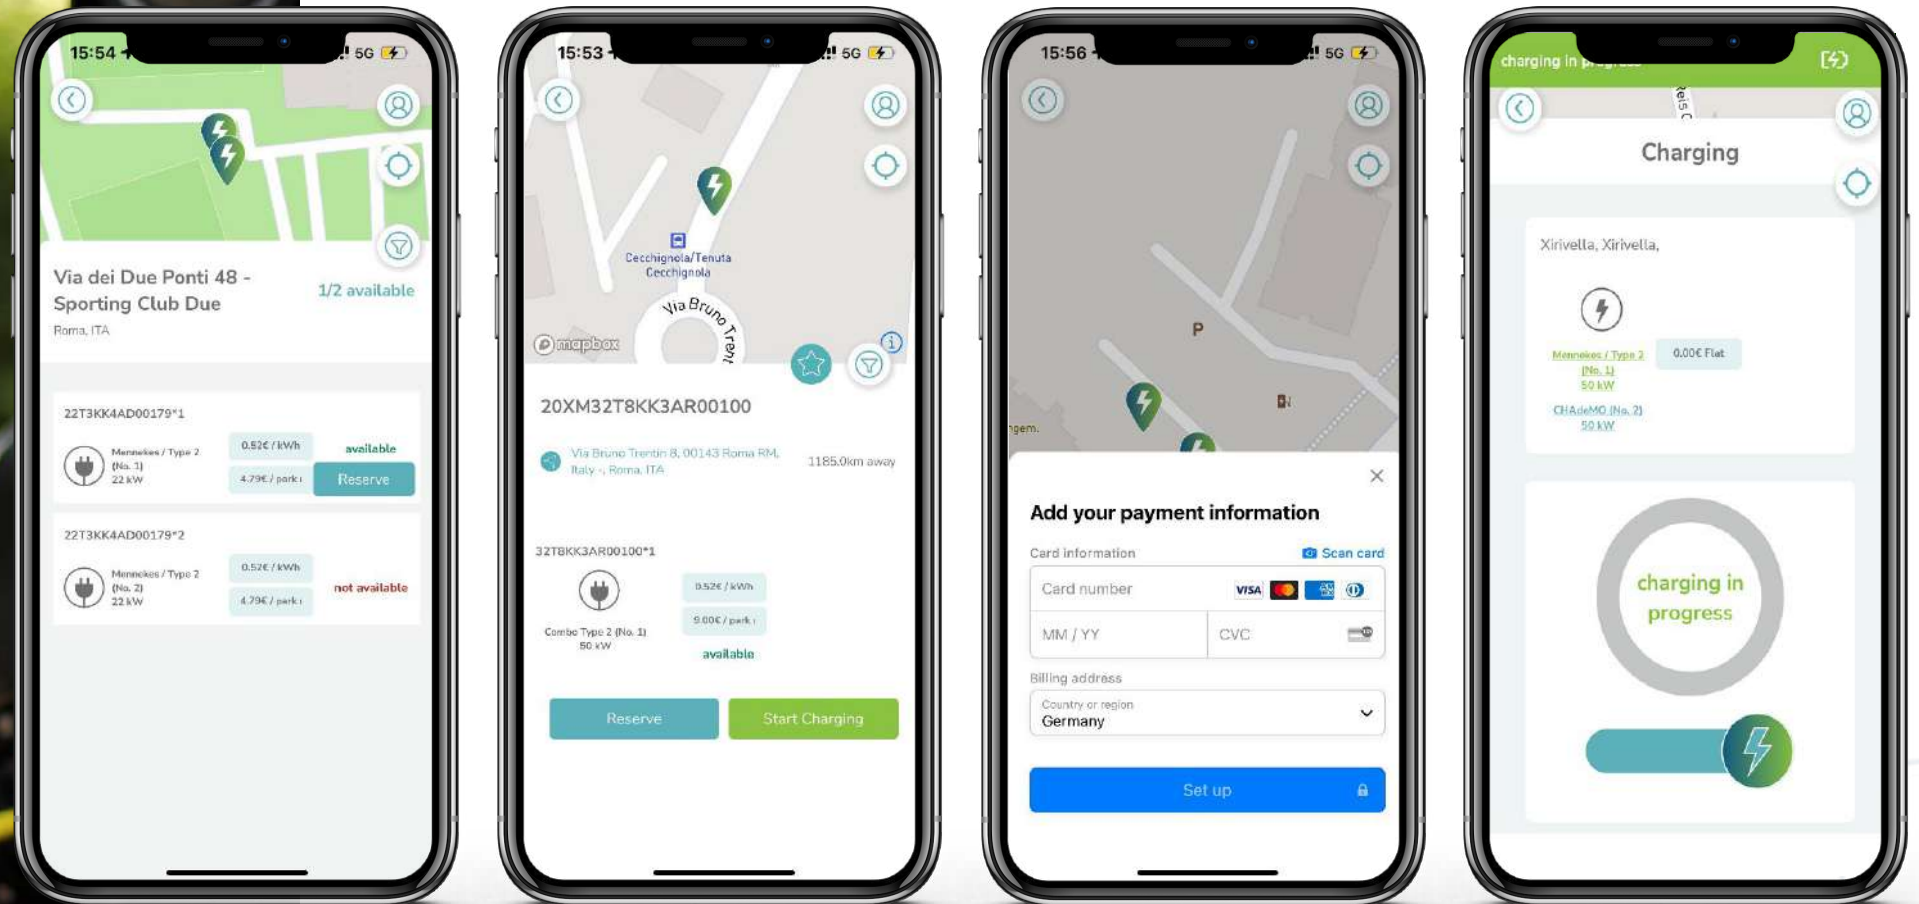 15:54
5G
Via dei Due Ponti 48 -
Sporting Club Due
1/2 available
Roma, ITA
22T3KK4AD00179*1
Mennekes / Type 2
(No. 1)
22 kW
0.52€ / kWh
4.79€ / park
available
Reserve
22T3KK4AD00179*2
Mennekes / Type 2
(No. 2)
22 kW
0.52€ / kWh
4.79€ / park
not available
15:53
5G
Cecchignola/Tenuta
Cecchignola
Via Bruno Trent
mapbox
20XM32T8KK3AR00100
Via Bruno Trentin 8, 00143 Roma RM,
Italy -, Roma, ITA
1185.0km away
32T8KK3AR00100*1
Combo Type 2 (No. 1)
50 kW
0.52€ / kWh
9.00€ / park
available
Reserve
Start Charging
15:56
5G
P
ngem.
Add your payment information
Card information
Scan card
Card number
VISA
MM / YY
CVC
Billing address
Country or region
Germany
Set up
charging in
Reis
Charging
Xirivella, Xirivella,
Mennekes / Type 2
(No. 1)
50 kW
0.00€ Flat
CHAdeMO (No. 2)
50 kW
charging in
progress